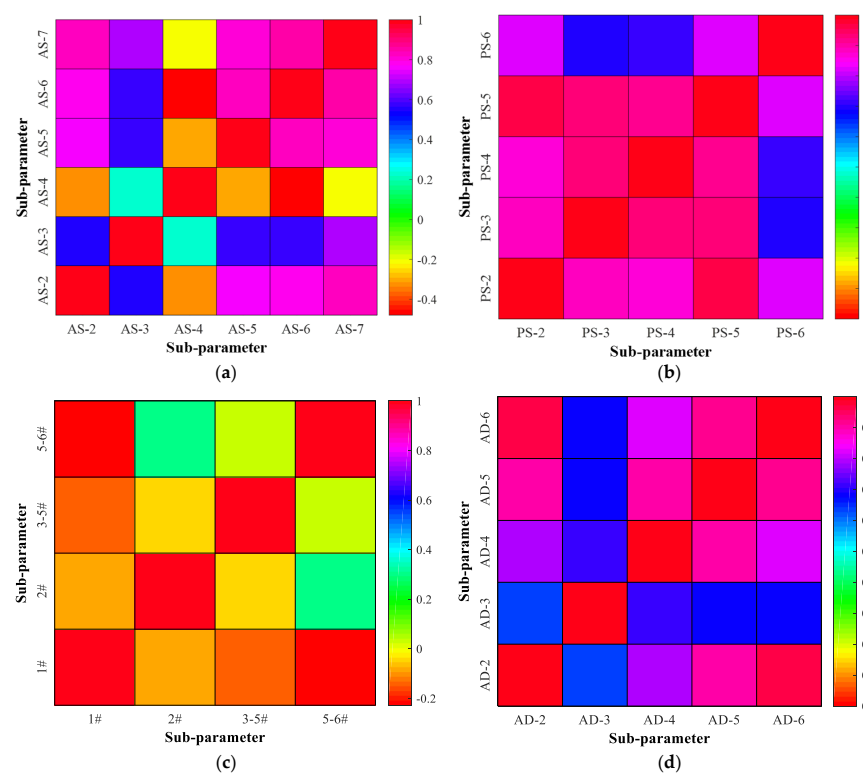 AS-7
AS-6
AS-5
AS-4
AS-3
AS-2
Sub-parameter
AS-2 AS-3 AS-4 AS-5 AS-6 AS-7
Sub-parameter
1
0.8
0.6
0.4
0.2
0
-0.2
-0.4
(a)
PS-6
PS-5
PS-4
PS-3
PS-2
Sub-parameter
PS-2 PS-3 PS-4 PS-5 PS-6
Sub-parameter
(b)
5-6#
3-5#
2#
1#
Sub-parameter
1# 2# 3-5# 5-6#
Sub-parameter
1
0.8
0.6
0.4
0.2
0
-0.2
(c)
AD-6
AD-5
AD-4
AD-3
AD-2
Sub-parameter
AD-2 AD-3 AD-4 AD-5 AD-6
Sub-parameter
(d)